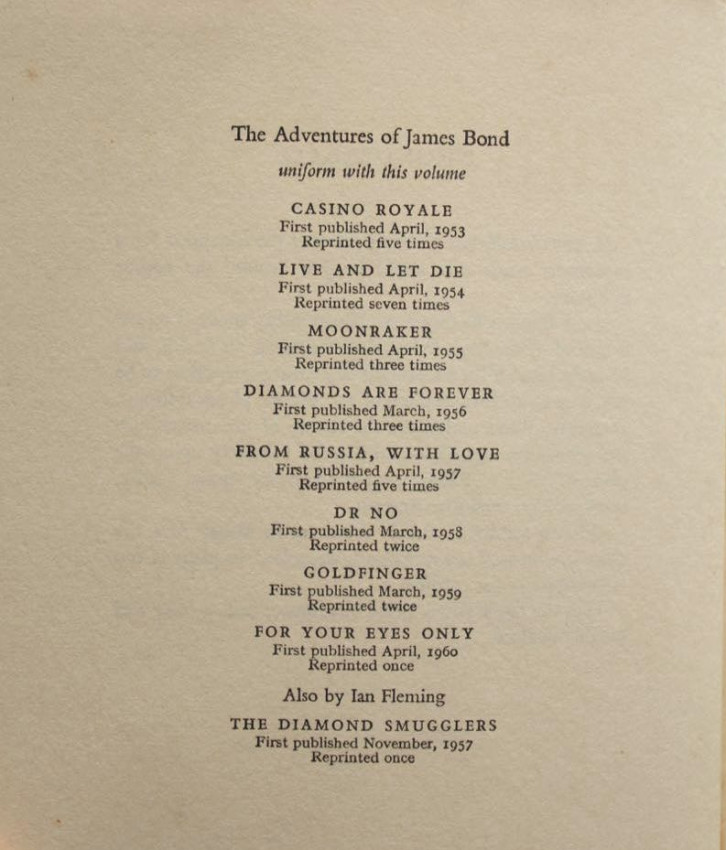 The Adventures of James Bond
uniform with this volume
CASINO ROYALE
First published April, 1953
Reprinted five times
LIVE AND LET DIE
First published April, 1954
Reprinted seven times
MOONRAKER
First published April, 1955
Reprinted three times
DIAMONDS ARE FOREVER
First published March, 1956
Reprinted three times
FROM RUSSIA, WITH LOVE
First published April, 1957
Reprinted five times
DR NO
First published March, 1958
Reprinted twice
GOLDFINGER
First published March, 1959
Reprinted twice
FOR YOUR EYES ONLY
First published April, 1960
Reprinted once
Also by Ian Fleming
THE DIAMOND SMUGGLERS
First published November, 1957
Reprinted once